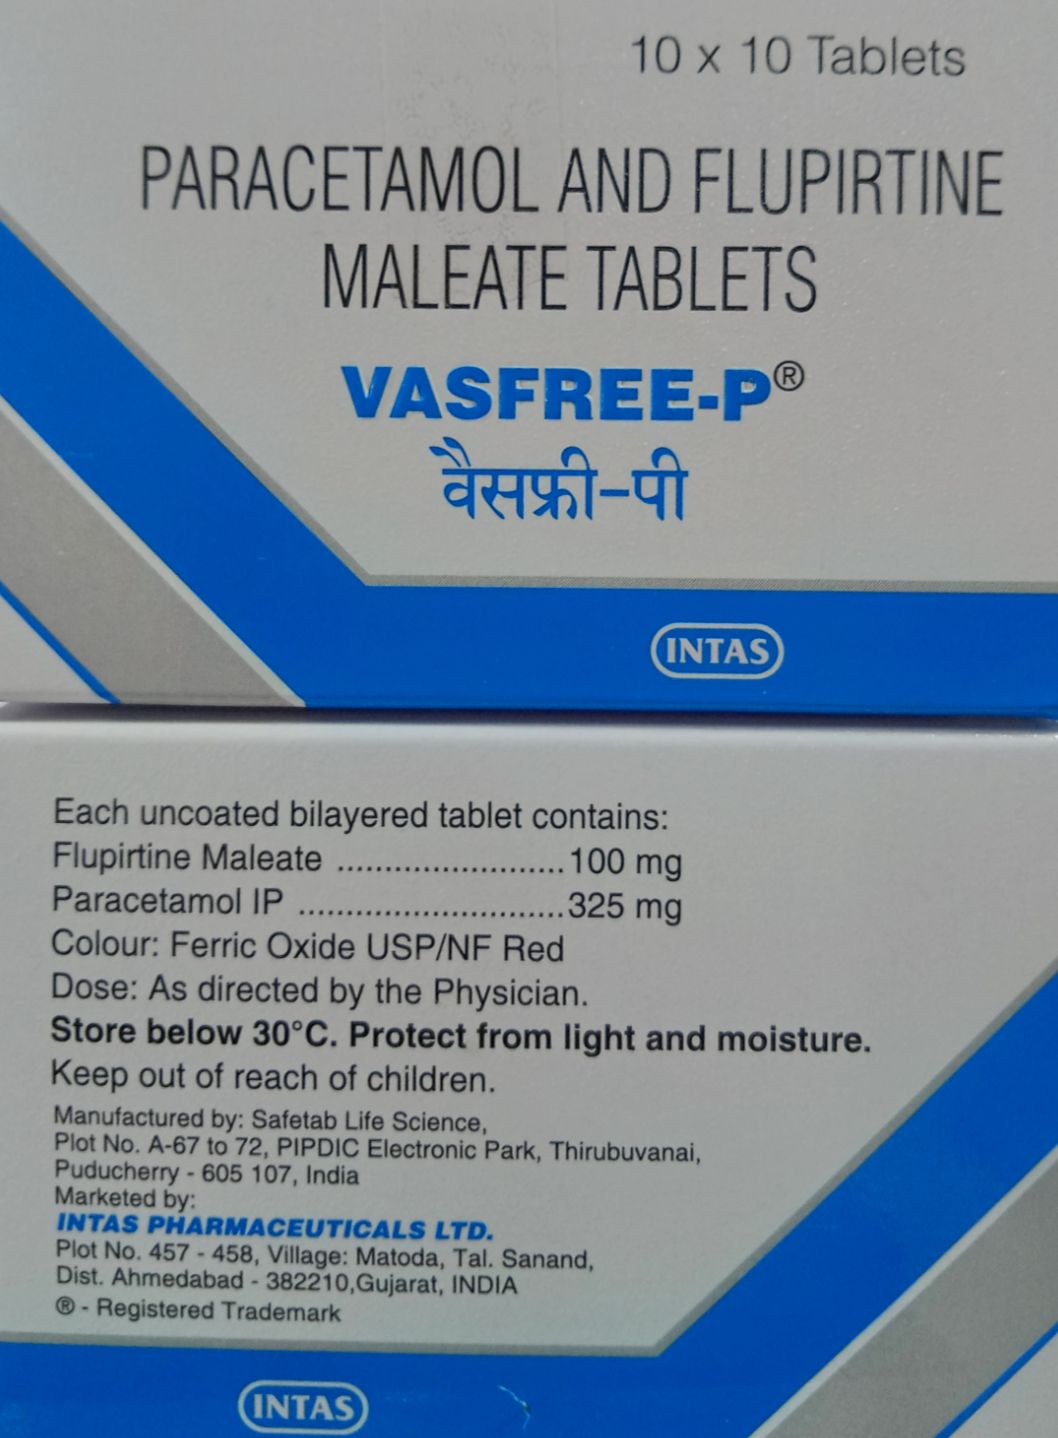 10 x 10 Tablets
PARACETAMOL AND FLUPIRTINE
MALEATE TABLETS
VASFREE-P®
वैसफ्री-पी
INTAS
Each uncoated bilayered tablet contains:
Flupirtine Maleate ........................ 100 mg
Paracetamol IP ............................ 325 mg
Colour: Ferric Oxide USP/NF Red
Dose: As directed by the Physician.
Store below 30°C. Protect from light and moisture.
Keep out of reach of children.
Manufactured by: Safetab Life Science,
Plot No. A-67 to 72, PIPDIC Electronic Park, Thirubuvanai,
Puducherry - 605 107, India
Marketed by:
INTAS PHARMACEUTICALS LTD.
Plot No. 457 - 458, Village: Matoda, Tal. Sanand,
Dist. Ahmedabad - 382210,Gujarat, INDIA
® - Registered Trademark
INTAS